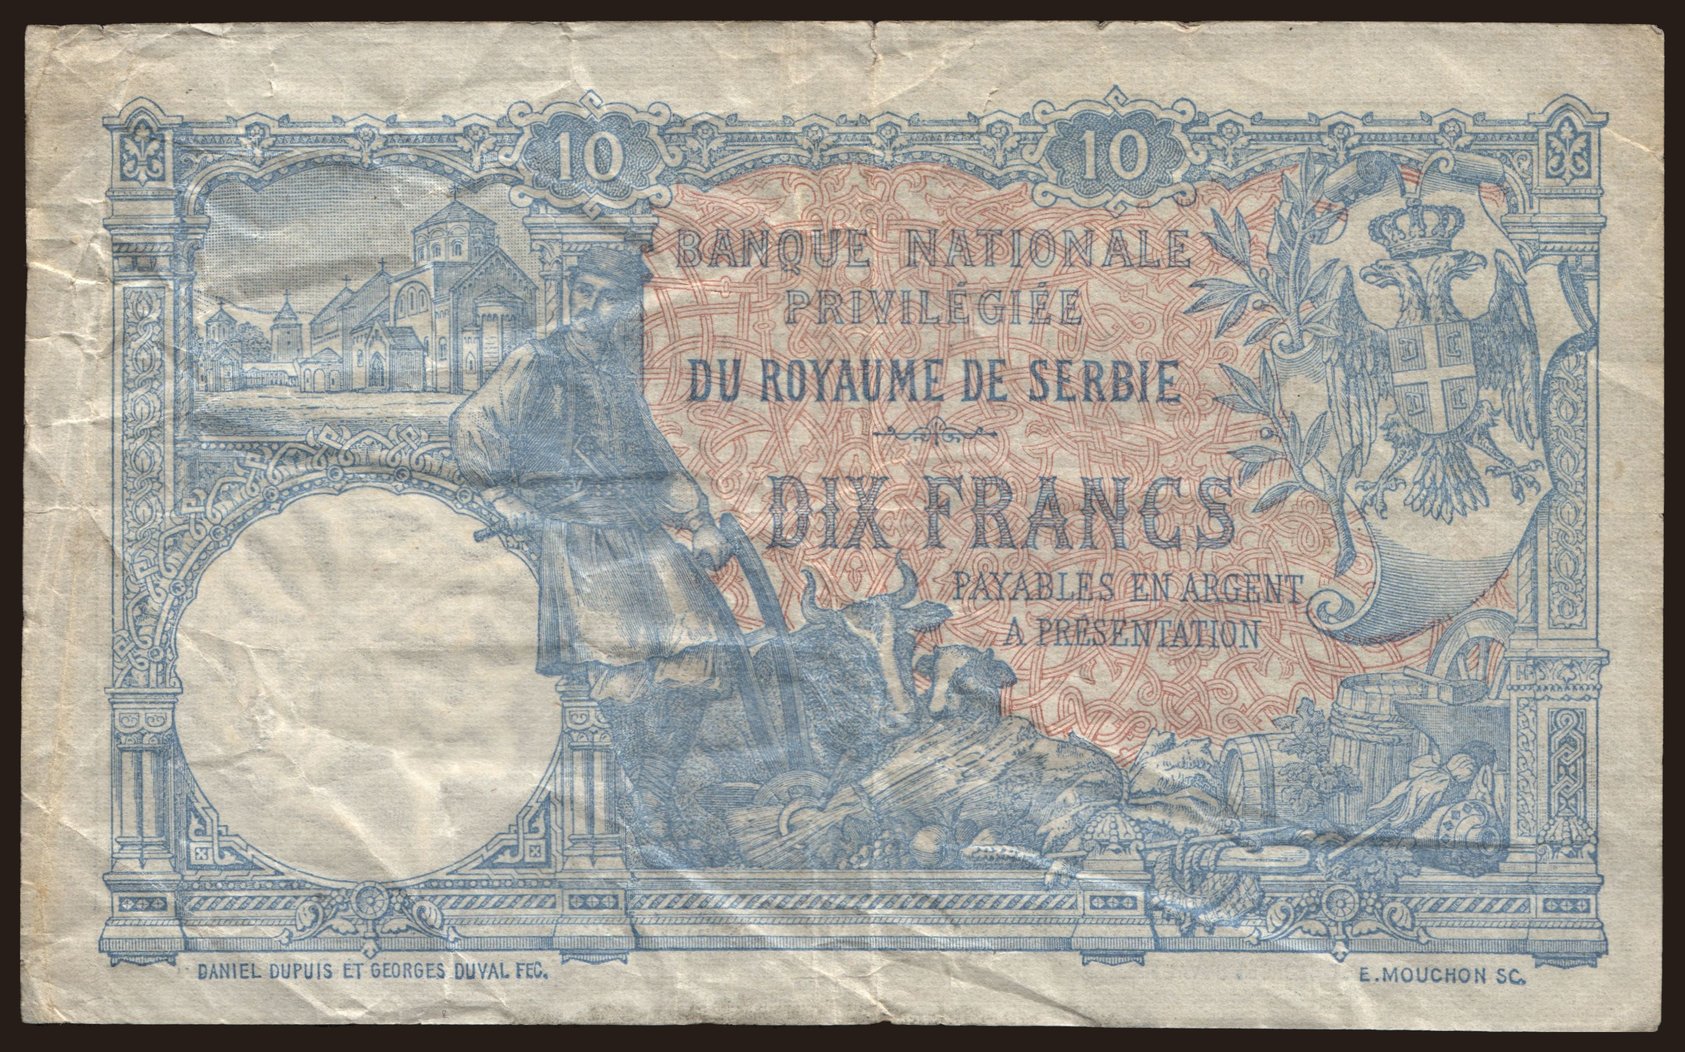 10 10
BANQUE NATIONALE
PRIVILÉGIÉE
DU ROYAUME DE SERBIE
DIX FRANCS
PAYABLES EN ARGENT
A PRÉSENTATION
DANIEL DUPUIS ET GEORGES DUVAL FEC. E. MOUCHON SC.